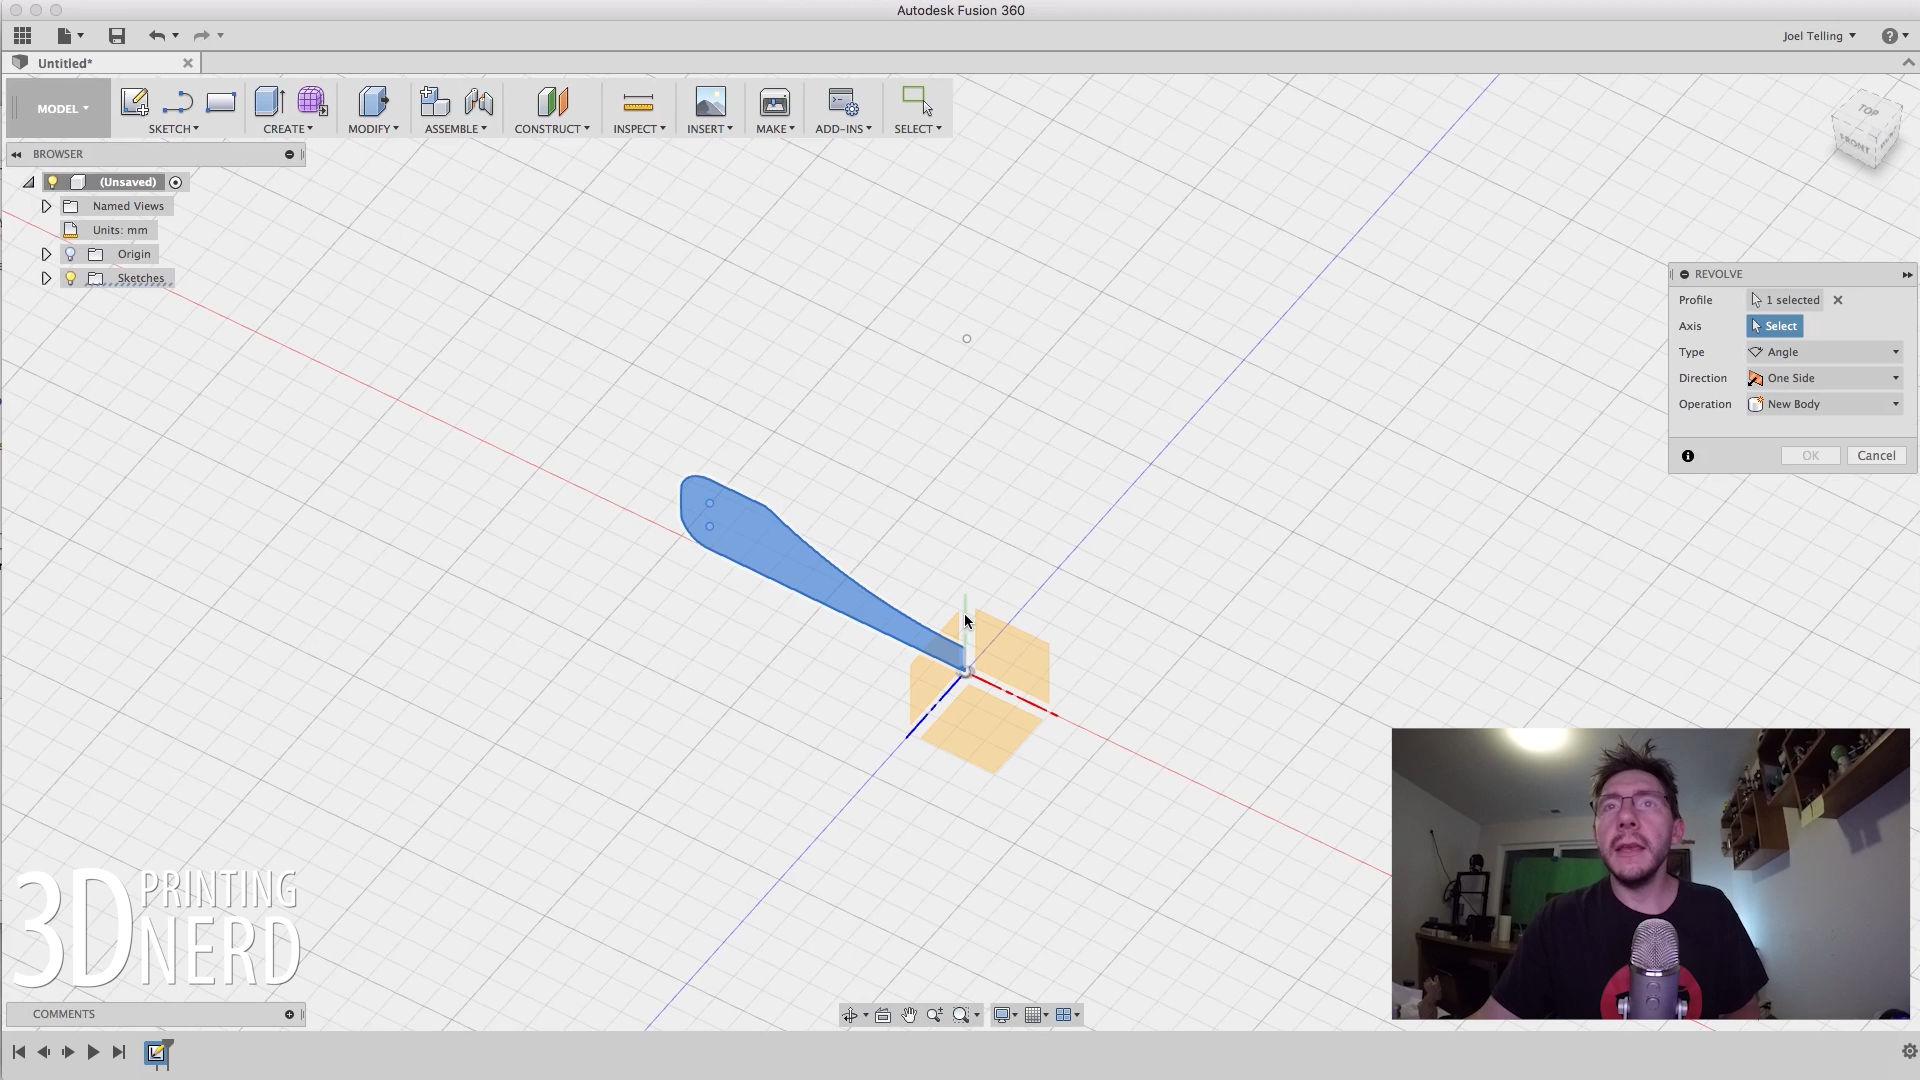 Autodesk Fusion 360
Joel Telling
Untitled*
MODEL
SKETCH
CREATE
MODIFY
ASSEMBLE
CONSTRUCT
INSPECT
INSERT
MAKE
ADD-INS
SELECT
TOP
FRONT
BROWSER
(Unsaved)
Named Views
Units: mm
Origin
Sketches
REVOLVE
Profile 1 selected
Axis Select
Type Angle
Direction One Side
Operation New Body
OK Cancel
3D PRINTING
NERD
COMMENTS